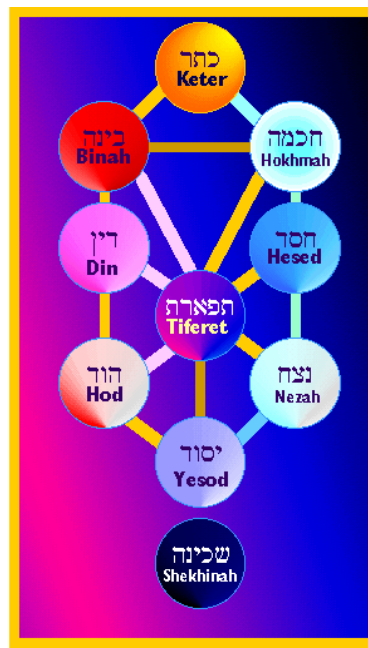 כתר
Keter
בינה
Binah
חכמה
Hokhmah
דין
Din
חסד
Hesed
תפארת
Tiferet
הוד
Hod
נצח
Nezah
יסוד
Yesod
שכינה
Shekhinah